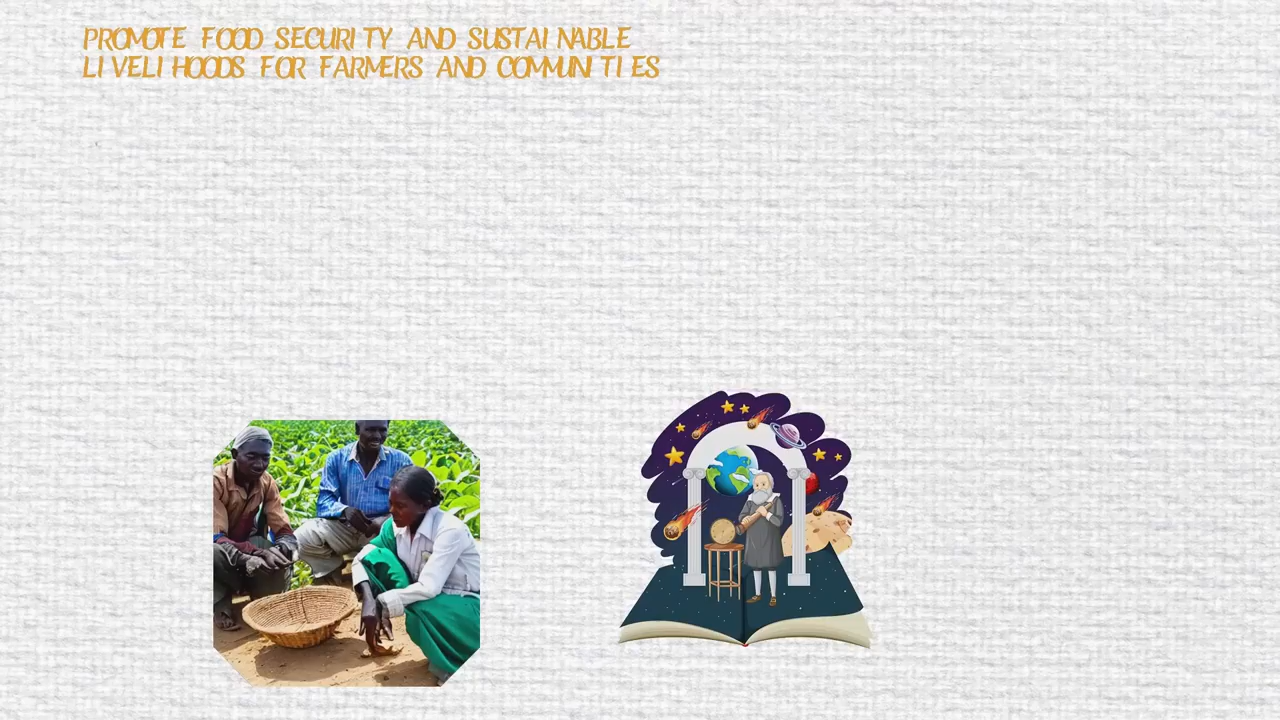 PROMOTE FOOD SECURITY AND SUSTAINABLE
LIVELIHOODS FOR FARMERS AND COMMUNITIES